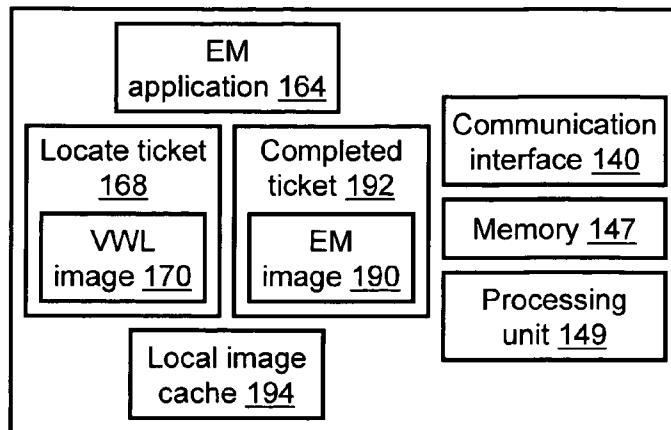 EM
application 164
Locate ticket
168
VWL
image 170
Completed
ticket 192
EM
image 190
Local image
cache 194
Communication
interface 140
Memory 147
Processing
unit 149